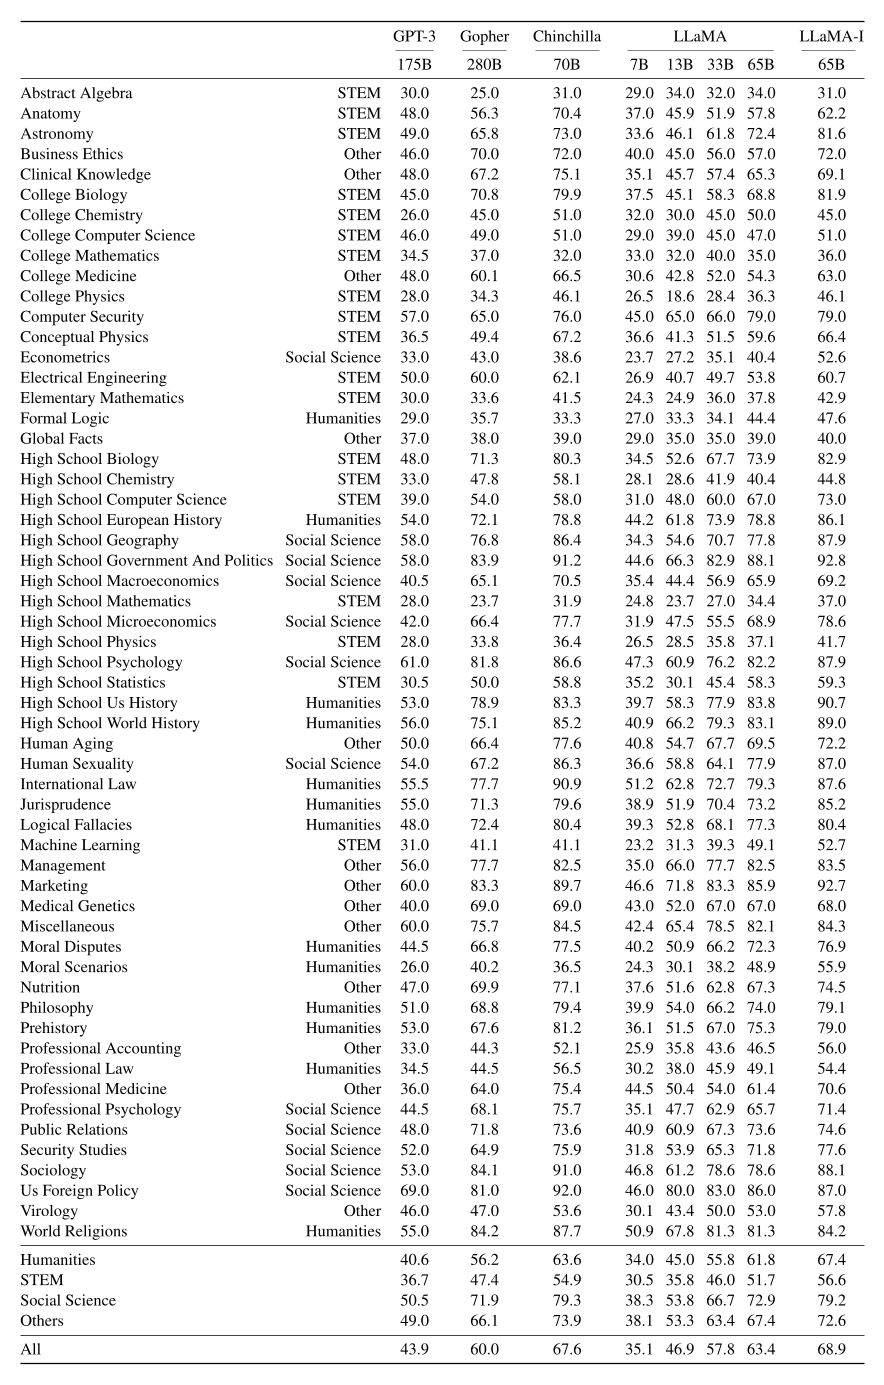 GPT-3 Gopher Chinchilla LLaMA LLaMA-I
175B 280B 70B 7B 13B 33B 65B 65B
Abstract Algebra STEM 30.0 25.0 31.0 29.0 34.0 32.0 34.0 31.0
Anatomy STEM 48.0 56.3 70.4 37.0 45.9 51.9 57.8 62.2
Astronomy STEM 49.0 65.8 73.0 33.6 46.1 61.8 72.4 81.6
Business Ethics Other 46.0 70.0 72.0 40.0 45.0 56.0 57.0 72.0
Clinical Knowledge Other 48.0 67.2 75.1 35.1 45.7 57.4 65.3 69.1
College Biology STEM 45.0 70.8 79.9 37.5 45.1 58.3 68.8 81.9
College Chemistry STEM 26.0 45.0 51.0 32.0 30.0 45.0 50.0 45.0
College Computer Science STEM 46.0 49.0 51.0 29.0 39.0 45.0 47.0 51.0
College Mathematics STEM 34.5 37.0 32.0 33.0 32.0 40.0 35.0 36.0
College Medicine Other 48.0 60.1 66.5 30.6 42.8 52.0 54.3 63.0
College Physics STEM 28.0 34.3 46.1 26.5 18.6 28.4 36.3 46.1
Computer Security STEM 57.0 65.0 76.0 45.0 65.0 66.0 79.0 79.0
Conceptual Physics STEM 36.5 49.4 67.2 36.6 41.3 51.5 59.6 66.4
Econometrics Social Science 33.0 43.0 38.6 23.7 27.2 35.1 40.4 52.6
Electrical Engineering STEM 50.0 60.0 62.1 26.9 40.7 49.7 53.8 60.7
Elementary Mathematics STEM 30.0 33.6 41.5 24.3 24.9 36.0 37.8 42.9
Formal Logic Humanities 29.0 35.7 33.3 27.0 33.3 34.1 44.4 47.6
Global Facts Other 37.0 38.0 39.0 29.0 35.0 35.0 39.0 40.0
High School Biology STEM 48.0 71.3 80.3 34.5 52.6 67.7 73.9 82.9
High School Chemistry STEM 33.0 47.8 58.1 28.1 28.6 41.9 40.4 44.8
High School Computer Science STEM 39.0 54.0 58.0 31.0 48.0 60.0 67.0 73.0
High School European History Humanities 54.0 72.1 78.8 44.2 61.8 73.9 78.8 86.1
High School Geography Social Science 58.0 76.8 86.4 34.3 54.6 70.7 77.8 87.9
High School Government And Politics Social Science 58.0 83.9 91.2 44.6 66.3 82.9 88.1 92.8
High School Macroeconomics Social Science 40.5 65.1 70.5 35.4 44.4 56.9 65.9 69.2
High School Mathematics STEM 28.0 23.7 31.9 24.8 23.7 27.0 34.4 37.0
High School Microeconomics Social Science 42.0 66.4 77.7 31.9 47.5 55.5 68.9 78.6
High School Physics STEM 28.0 33.8 36.4 26.5 28.5 35.8 37.1 41.7
High School Psychology Social Science 61.0 81.8 86.6 47.3 60.9 76.2 82.2 87.9
High School Statistics STEM 30.5 50.0 58.8 35.2 30.1 45.4 58.3 59.3
High School Us History Humanities 53.0 78.9 83.3 39.7 58.3 77.9 83.8 90.7
High School World History Humanities 56.0 75.1 85.2 40.9 66.2 79.3 83.1 89.0
Human Aging Other 50.0 66.4 77.6 40.8 54.7 67.7 69.5 72.2
Human Sexuality Social Science 54.0 67.2 86.3 36.6 58.8 64.1 77.9 87.0
International Law Humanities 55.5 77.7 90.9 51.2 62.8 72.7 79.3 87.6
Jurisprudence Humanities 55.0 71.3 79.6 38.9 51.9 70.4 73.2 85.2
Logical Fallacies Humanities 48.0 72.4 80.4 39.3 52.8 68.1 77.3 80.4
Machine Learning STEM 31.0 41.1 41.1 23.2 31.3 39.3 49.1 52.7
Management Other 56.0 77.7 82.5 35.0 66.0 77.7 82.5 83.5
Marketing Other 60.0 83.3 89.7 46.6 71.8 83.3 85.9 92.7
Medical Genetics Other 40.0 69.0 69.0 43.0 52.0 67.0 67.0 68.0
Miscellaneous Other 60.0 75.7 84.5 42.4 65.4 78.5 82.1 84.3
Moral Disputes Humanities 44.5 66.8 77.5 40.2 50.9 66.2 72.3 76.9
Moral Scenarios Humanities 26.0 40.2 36.5 24.3 30.1 38.2 48.9 55.9
Nutrition Other 47.0 69.9 77.1 37.6 51.6 62.8 67.3 74.5
Philosophy Humanities 51.0 68.8 79.4 39.9 54.0 66.2 74.0 79.1
Prehistory Humanities 53.0 67.6 81.2 36.1 51.5 67.0 75.3 79.0
Professional Accounting Other 33.0 44.3 52.1 25.9 35.8 43.6 46.5 56.0
Professional Law Humanities 34.5 44.5 56.5 30.2 38.0 45.9 49.1 54.4
Professional Medicine Other 36.0 64.0 75.4 44.5 50.4 54.0 61.4 70.6
Professional Psychology Social Science 44.5 68.1 75.7 35.1 47.7 62.9 65.7 71.4
Public Relations Social Science 48.0 71.8 73.6 40.9 60.9 67.3 73.6 74.6
Security Studies Social Science 52.0 64.9 75.9 31.8 53.9 65.3 71.8 77.6
Sociology Social Science 53.0 84.1 91.0 46.8 61.2 78.6 78.6 88.1
Us Foreign Policy Social Science 69.0 81.0 92.0 46.0 80.0 83.0 86.0 87.0
Virology Other 46.0 47.0 53.6 30.1 43.4 50.0 53.0 57.8
World Religions Humanities 55.0 84.2 87.7 50.9 67.8 81.3 81.3 84.2
Humanities 40.6 56.2 63.6 34.0 45.0 55.8 61.8 67.4
STEM 36.7 47.4 54.9 30.5 35.8 46.0 51.7 56.6
Social Science 50.5 71.9 79.3 38.3 53.8 66.7 72.9 79.2
Others 49.0 66.1 73.9 38.1 53.3 63.4 67.4 72.6
All 43.9 60.0 67.6 35.1 46.9 57.8 63.4 68.9